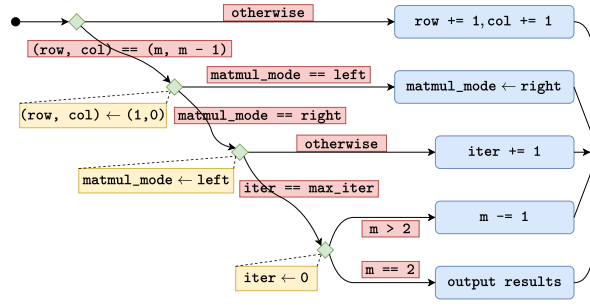 otherwise
row += 1, col += 1
(row, col) == (m, m - 1)
matmul_mode == left
matmul_mode ← right
(row, col) ← (1,0)
matmul_mode == right
otherwise
iter += 1
matmul_mode ← left
iter == max_iter
m > 2
m -= 1
iter ← 0
m == 2
output results